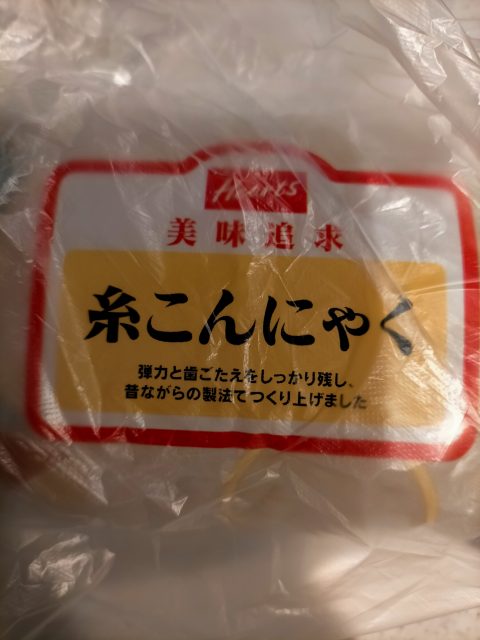 美味追求
糸こんにゃく
弾力と歯ごたえをしっかり残し、
昔ながらの製法でつくり上げました